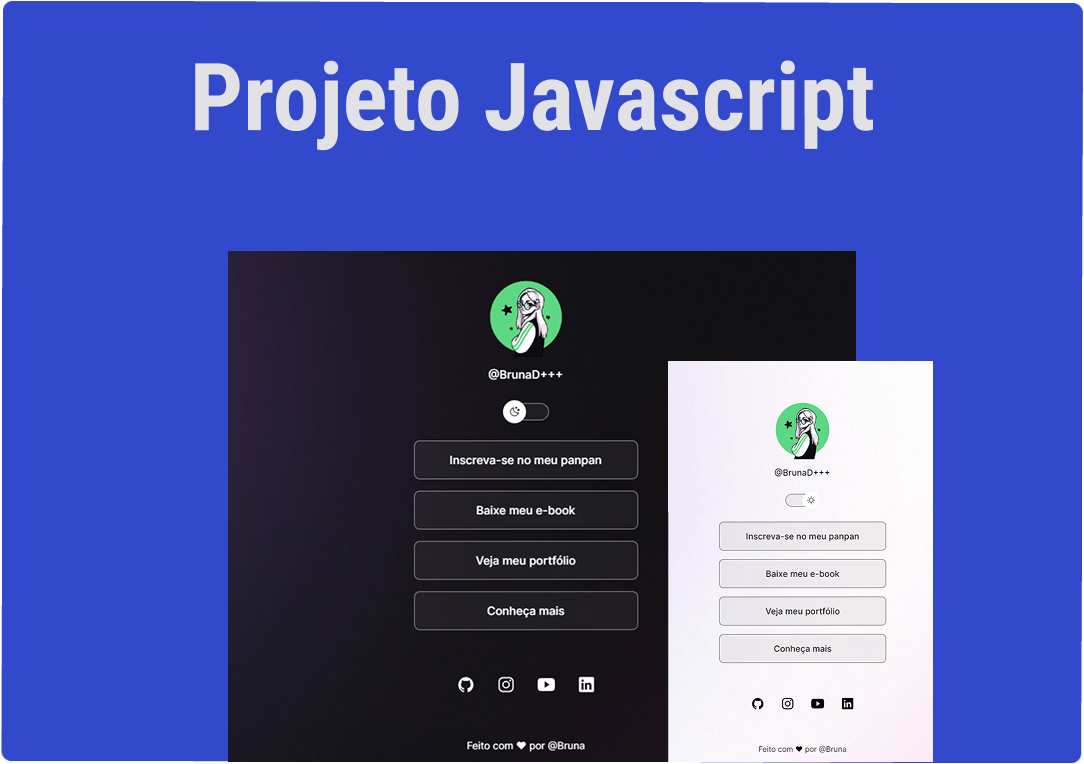 Projeto Javascript
@BrunaD+++
Inscreva-se no meu panpan
Baixe meu e-book
Veja meu portfólio
Conheça mais
Feito com ♥ por @Bruna
@BrunaD+++
Inscreva-se no meu panpan
Baixe meu e-book
Veja meu portfólio
Conheça mais
Feito com ♥ por @Bruna